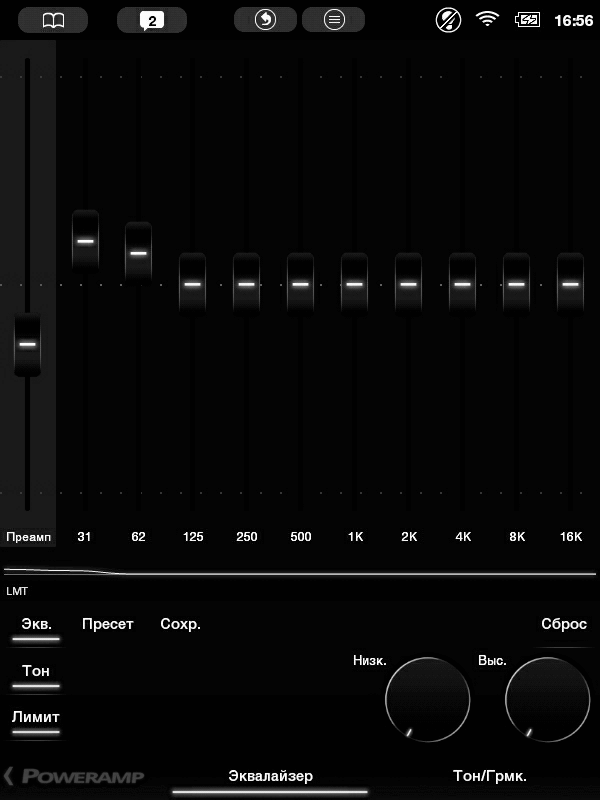 2 16:56
Преамп 31 62 125 250 500 1K 2K 4K 8K 16K
LMT
Экв. Пресет Сохр. Сброс
Низк. Выс.
Тон
Лимит
POWERAMP Эквалайзер Тон/Грмк.